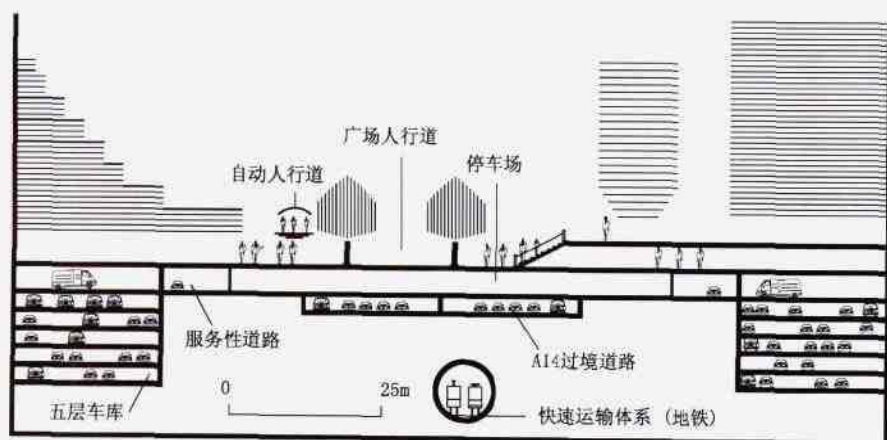 广场人行道
自动人行道
停车场
服务性道路
AI4过境道路
0
25m
五层车库
快速运输体系（地铁）